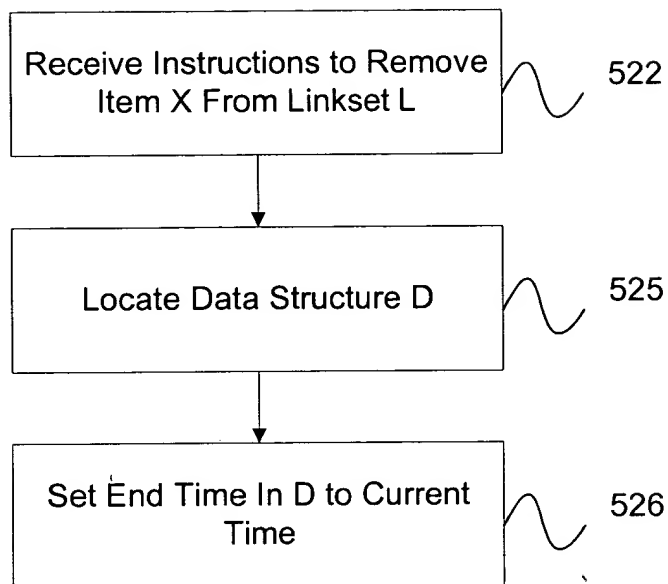 Receive Instructions to Remove
Item X From Linkset L
522
Locate Data Structure D
525
Set End Time In D to Current
Time
526